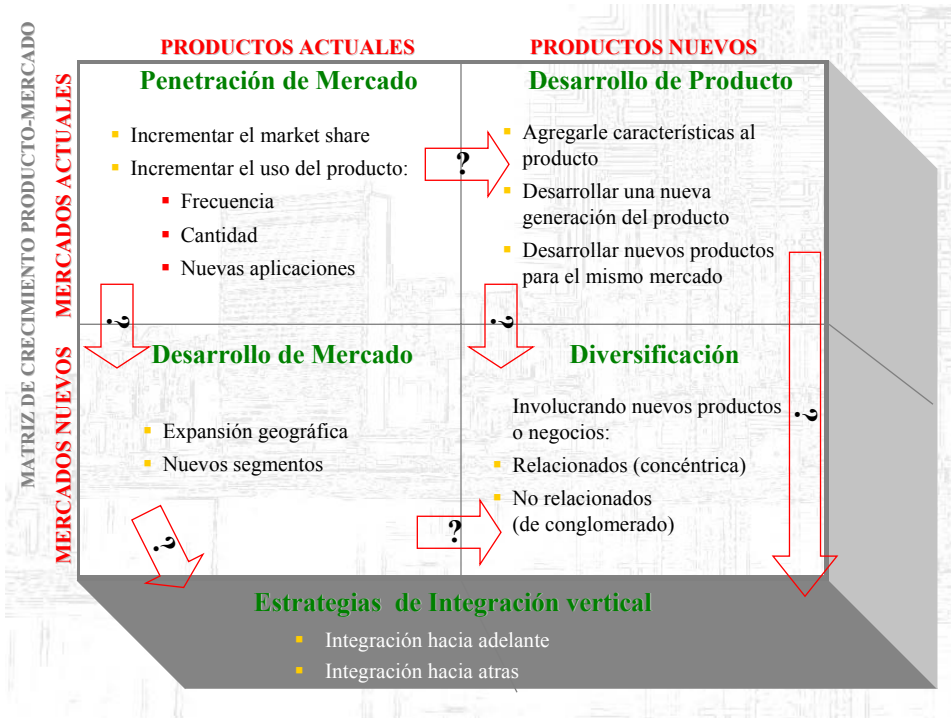 MATRIZ DE CRECIMIENTO PRODUCTO-MERCADO
PRODUCTOS ACTUALES
PRODUCTOS NUEVOS
MERCADOS ACTUALES
Penetración de Mercado
Incrementar el market share
Incrementar el uso del producto:
Frecuencia
Cantidad
Nuevas aplicaciones
?
Desarrollo de Producto
Agregarle características al
producto
Desarrollar una nueva
generación del producto
Desarrollar nuevos productos
para el mismo mercado
?
?
MERCADOS NUEVOS
Desarrollo de Mercado
Expansión geográfica
Nuevos segmentos
?
?
Diversificación
Involucrando nuevos productos
o negocios:
Relacionados (concéntrica)
No relacionados
(de conglomerado)
?
Estrategias de Integración vertical
Integración hacia adelante
Integración hacia atras